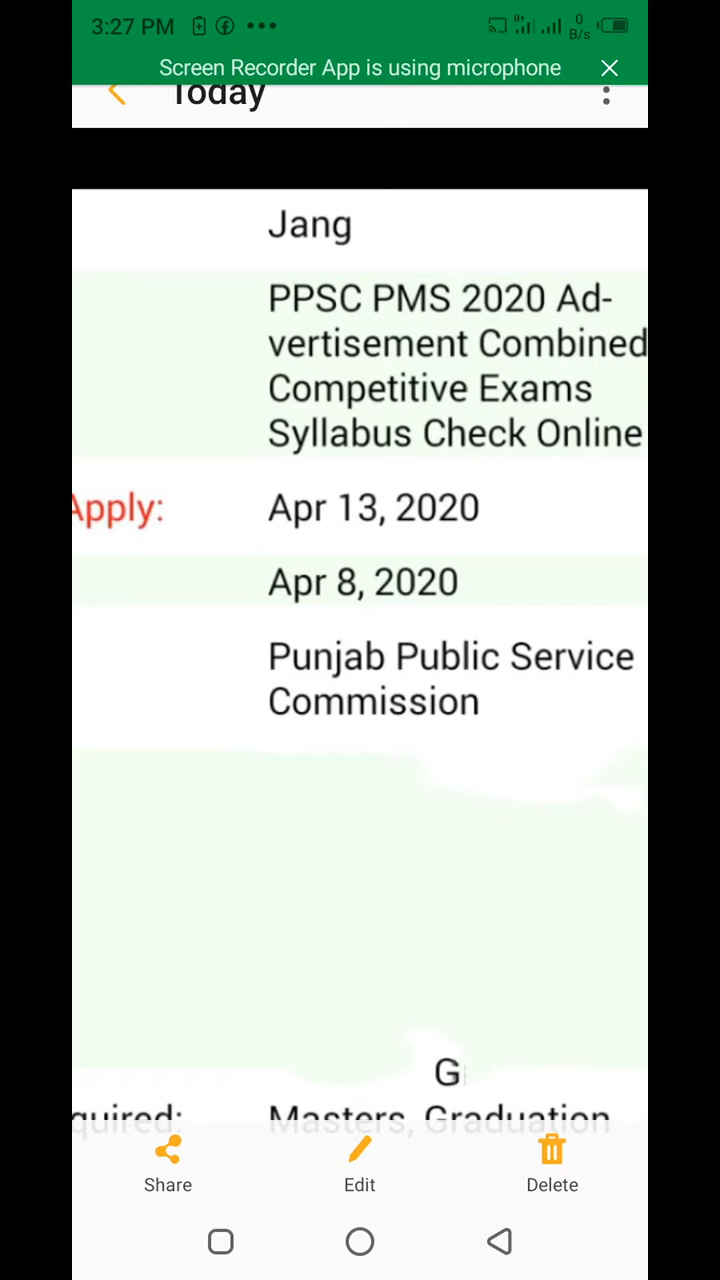 3:27 PM
0 B/s
Screen Recorder App is using microphone
Today
Jang
PPSC PMS 2020 Ad-
vertisement Combined
Competitive Exams
Syllabus Check Online
Apply: Apr 13, 2020
Apr 8, 2020
Punjab Public Service
Commission
G
quired: Masters, Graduation
Share Edit Delete